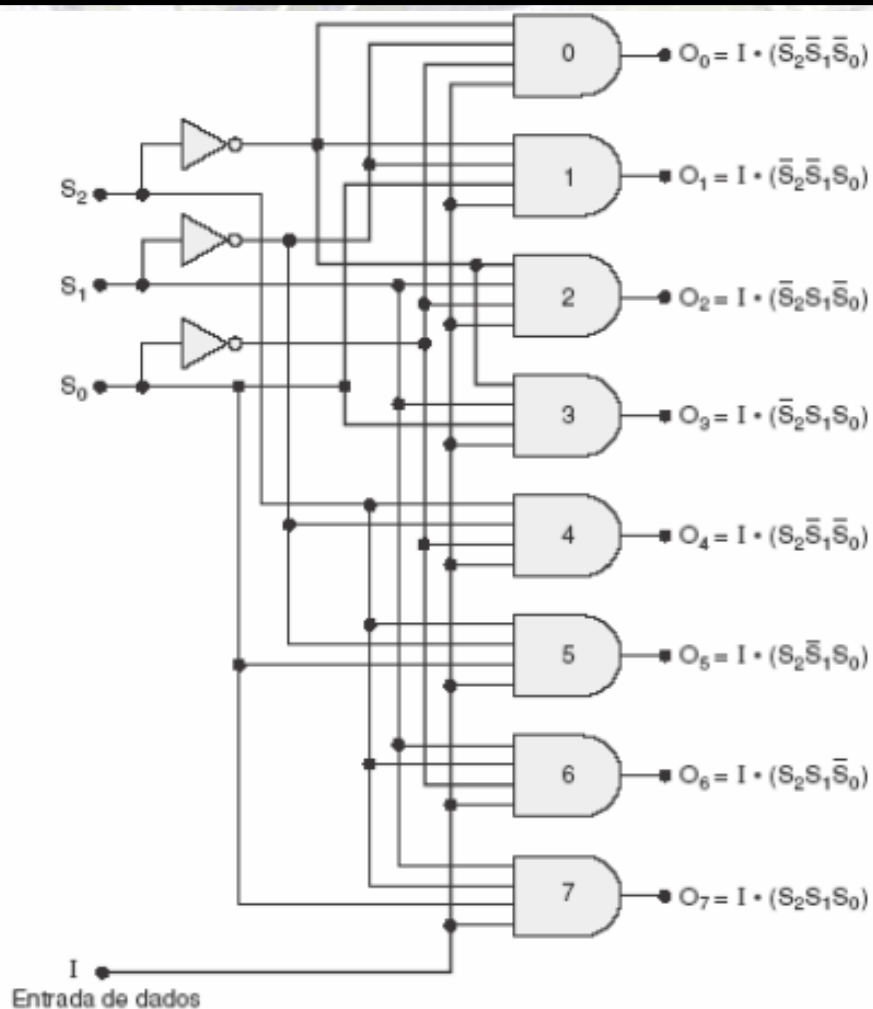 0
O₀ = I • (S̅₂S̅₁S̅₀)
1
O₁ = I • (S̅₂S̅₁S₀)
S₂
2
O₂ = I • (S̅₂S₁S̅₀)
S₁
S₀
3
O₃ = I • (S̅₂S₁S₀)
4
O₄ = I • (S₂S̅₁S̅₀)
5
O₅ = I • (S₂S̅₁S₀)
6
O₆ = I • (S₂S₁S̅₀)
7
O₇ = I • (S₂S₁S₀)
I
Entrada de dados